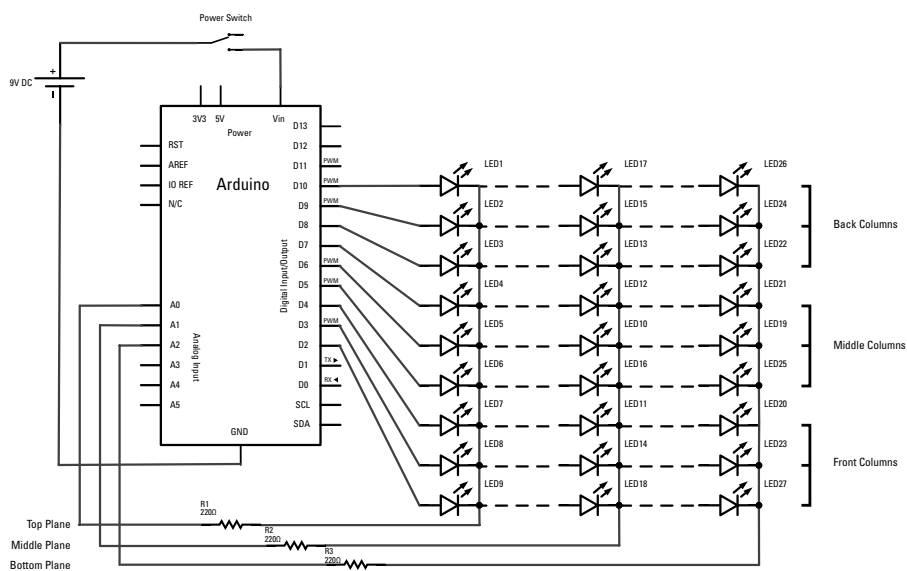 Power Switch
+
9V DC
3V3 5V Vin
Power
D13
RST
D12
AREF
D11 PWM
IO REF
Arduino
D10 PWM
N/C
D9 PWM
D8
D7
D6 PWM
D5 PWM
D4
D3 PWM
D2
D1 TX ▶
D0 RX ◀
SCL
SDA
Digital Input/Output
A0
A1
A2
A3
A4
A5
Analog Input
GND
LED1 LED17 LED26
LED2 LED15 LED24
LED3 LED13 LED22
LED4 LED12 LED21
LED5 LED10 LED19
LED6 LED16 LED25
LED7 LED11 LED20
LED8 LED14 LED23
LED9 LED18 LED27
Back Columns
Middle Columns
Front Columns
R1
220Ω
Top Plane
R2
220Ω
Middle Plane
R3
220Ω
Bottom Plane